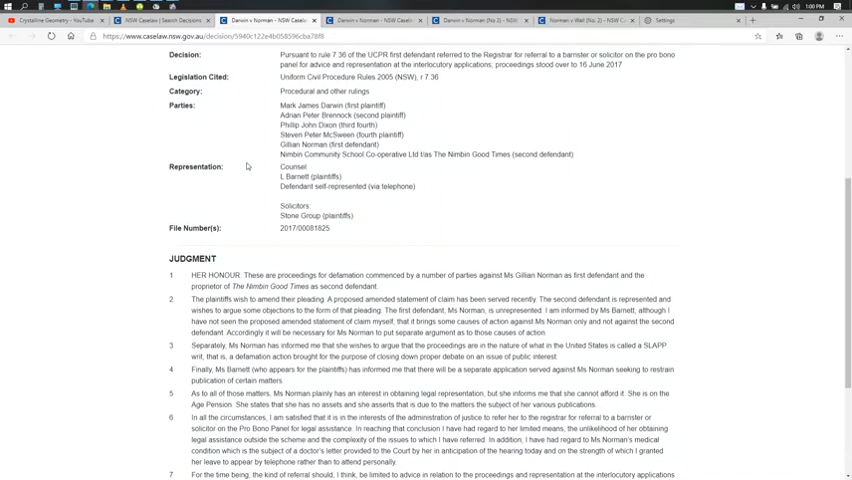 Crystalline Geometry - YouTube
NSW Caselaw | Search Decisions
Darwin v Norman - NSW Caselaw
Darwin v Norman - NSW Caselaw
Darwin v Norman (No 2) - NSW
Norman v Wall (No. 2) - NSW C
Settings
1:00 PM
https://www.caselaw.nsw.gov.au/decision/5940c122e4b058596cba78f8
Decision: Pursuant to rule 7.36 of the UCPR first defendant referred to the Registrar for referral to a barrister or solicitor on the pro bono
panel for advice and representation at the interlocutory applications; proceedings stood over to 16 June 2017
Legislation Cited: Uniform Civil Procedure Rules 2005 (NSW), r 7.36
Category: Procedural and other rulings
Parties: Mark James Darwin (first plaintiff)
Adrian Peter Brennock (second plaintiff)
Phillip John Dixon (third fourth)
Steven Peter McSween (fourth plaintiff)
Gillian Norman (first defendant)
Nimbin Community School Co-operative Ltd t/as The Nimbin Good Times (second defendant)
Representation: Counsel:
L Barnett (plaintiffs)
Defendant self-represented (via telephone)
Solicitors:
Stone Group (plaintiffs)
File Number(s): 2017/00081825
JUDGMENT
1 HER HONOUR: These are proceedings for defamation commenced by a number of parties against Ms Gillian Norman as first defendant and the
proprietor of The Nimbin Good Times as second defendant.
2 The plaintiffs wish to amend their pleading. A proposed amended statement of claim has been served recently. The second defendant is represented and
wishes to argue some objections to the form of that pleading. The first defendant, Ms Norman, is unrepresented. I am informed by Ms Barnett, although I
have not seen the proposed amended statement of claim myself, that it brings some causes of action against Ms Norman only and not against the second
defendant. Accordingly it will be necessary for Ms Norman to put separate argument as to those causes of action
3 Separately, Ms Norman has informed me that she wishes to argue that the proceedings are in the nature of what in the United States is called a SLAPP
writ, that is, a defamation action brought for the purpose of closing down proper debate on an issue of public interest.
4 Finally, Ms Barnett (who appears for the plaintiffs) has informed me that there will be a separate application served against Ms Norman seeking to restrain
publication of certain matters.
5 As to all of those matters, Ms Norman plainly has an interest in obtaining legal representation, but she informs me that she cannot afford it. She is on the
Age Pension. She states that she has no assets and she asserts that is due to the matters the subject of her various publications.
6 In all the circumstances, I am satisfied that it is in the interests of the administration of justice to refer her to the registrar for referral to a barrister or
solicitor on the Pro Bono Panel for legal assistance. In reaching that conclusion I have had regard to her limited means, the unlikelihood of her obtaining
legal assistance outside the scheme and the complexity of the issues to which I have referred. In addition, I have had regard to Ms Norman's medical
condition which is the subject of a doctor's letter provided to the Court by her in anticipation of the hearing today and on the strength of which I granted
her leave to appear by telephone rather than to attend personally.
7 For the time being, the kind of referral should, I think, be limited to advice in relation to the proceedings and representation at the interlocutory applications